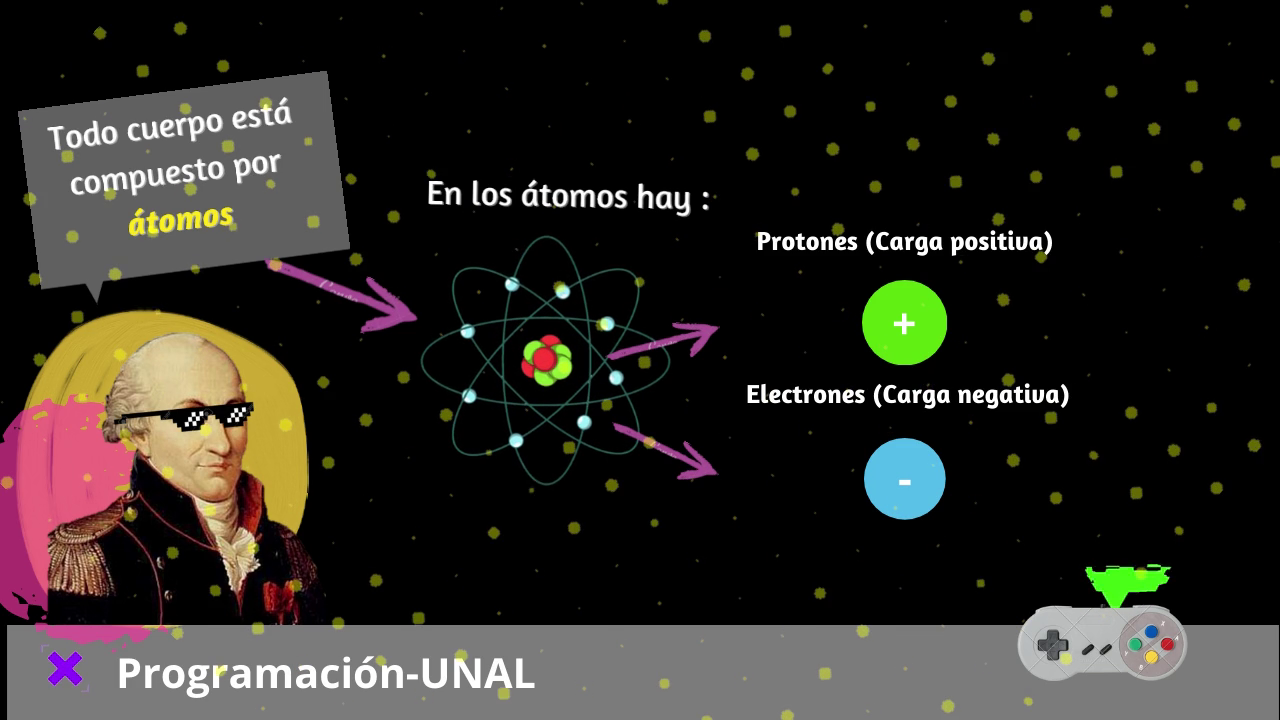 Todo cuerpo está
compuesto por
átomos
En los átomos hay :
Protones (Carga positiva)
+
Electrones (Carga negativa)
-
Programación-UNAL